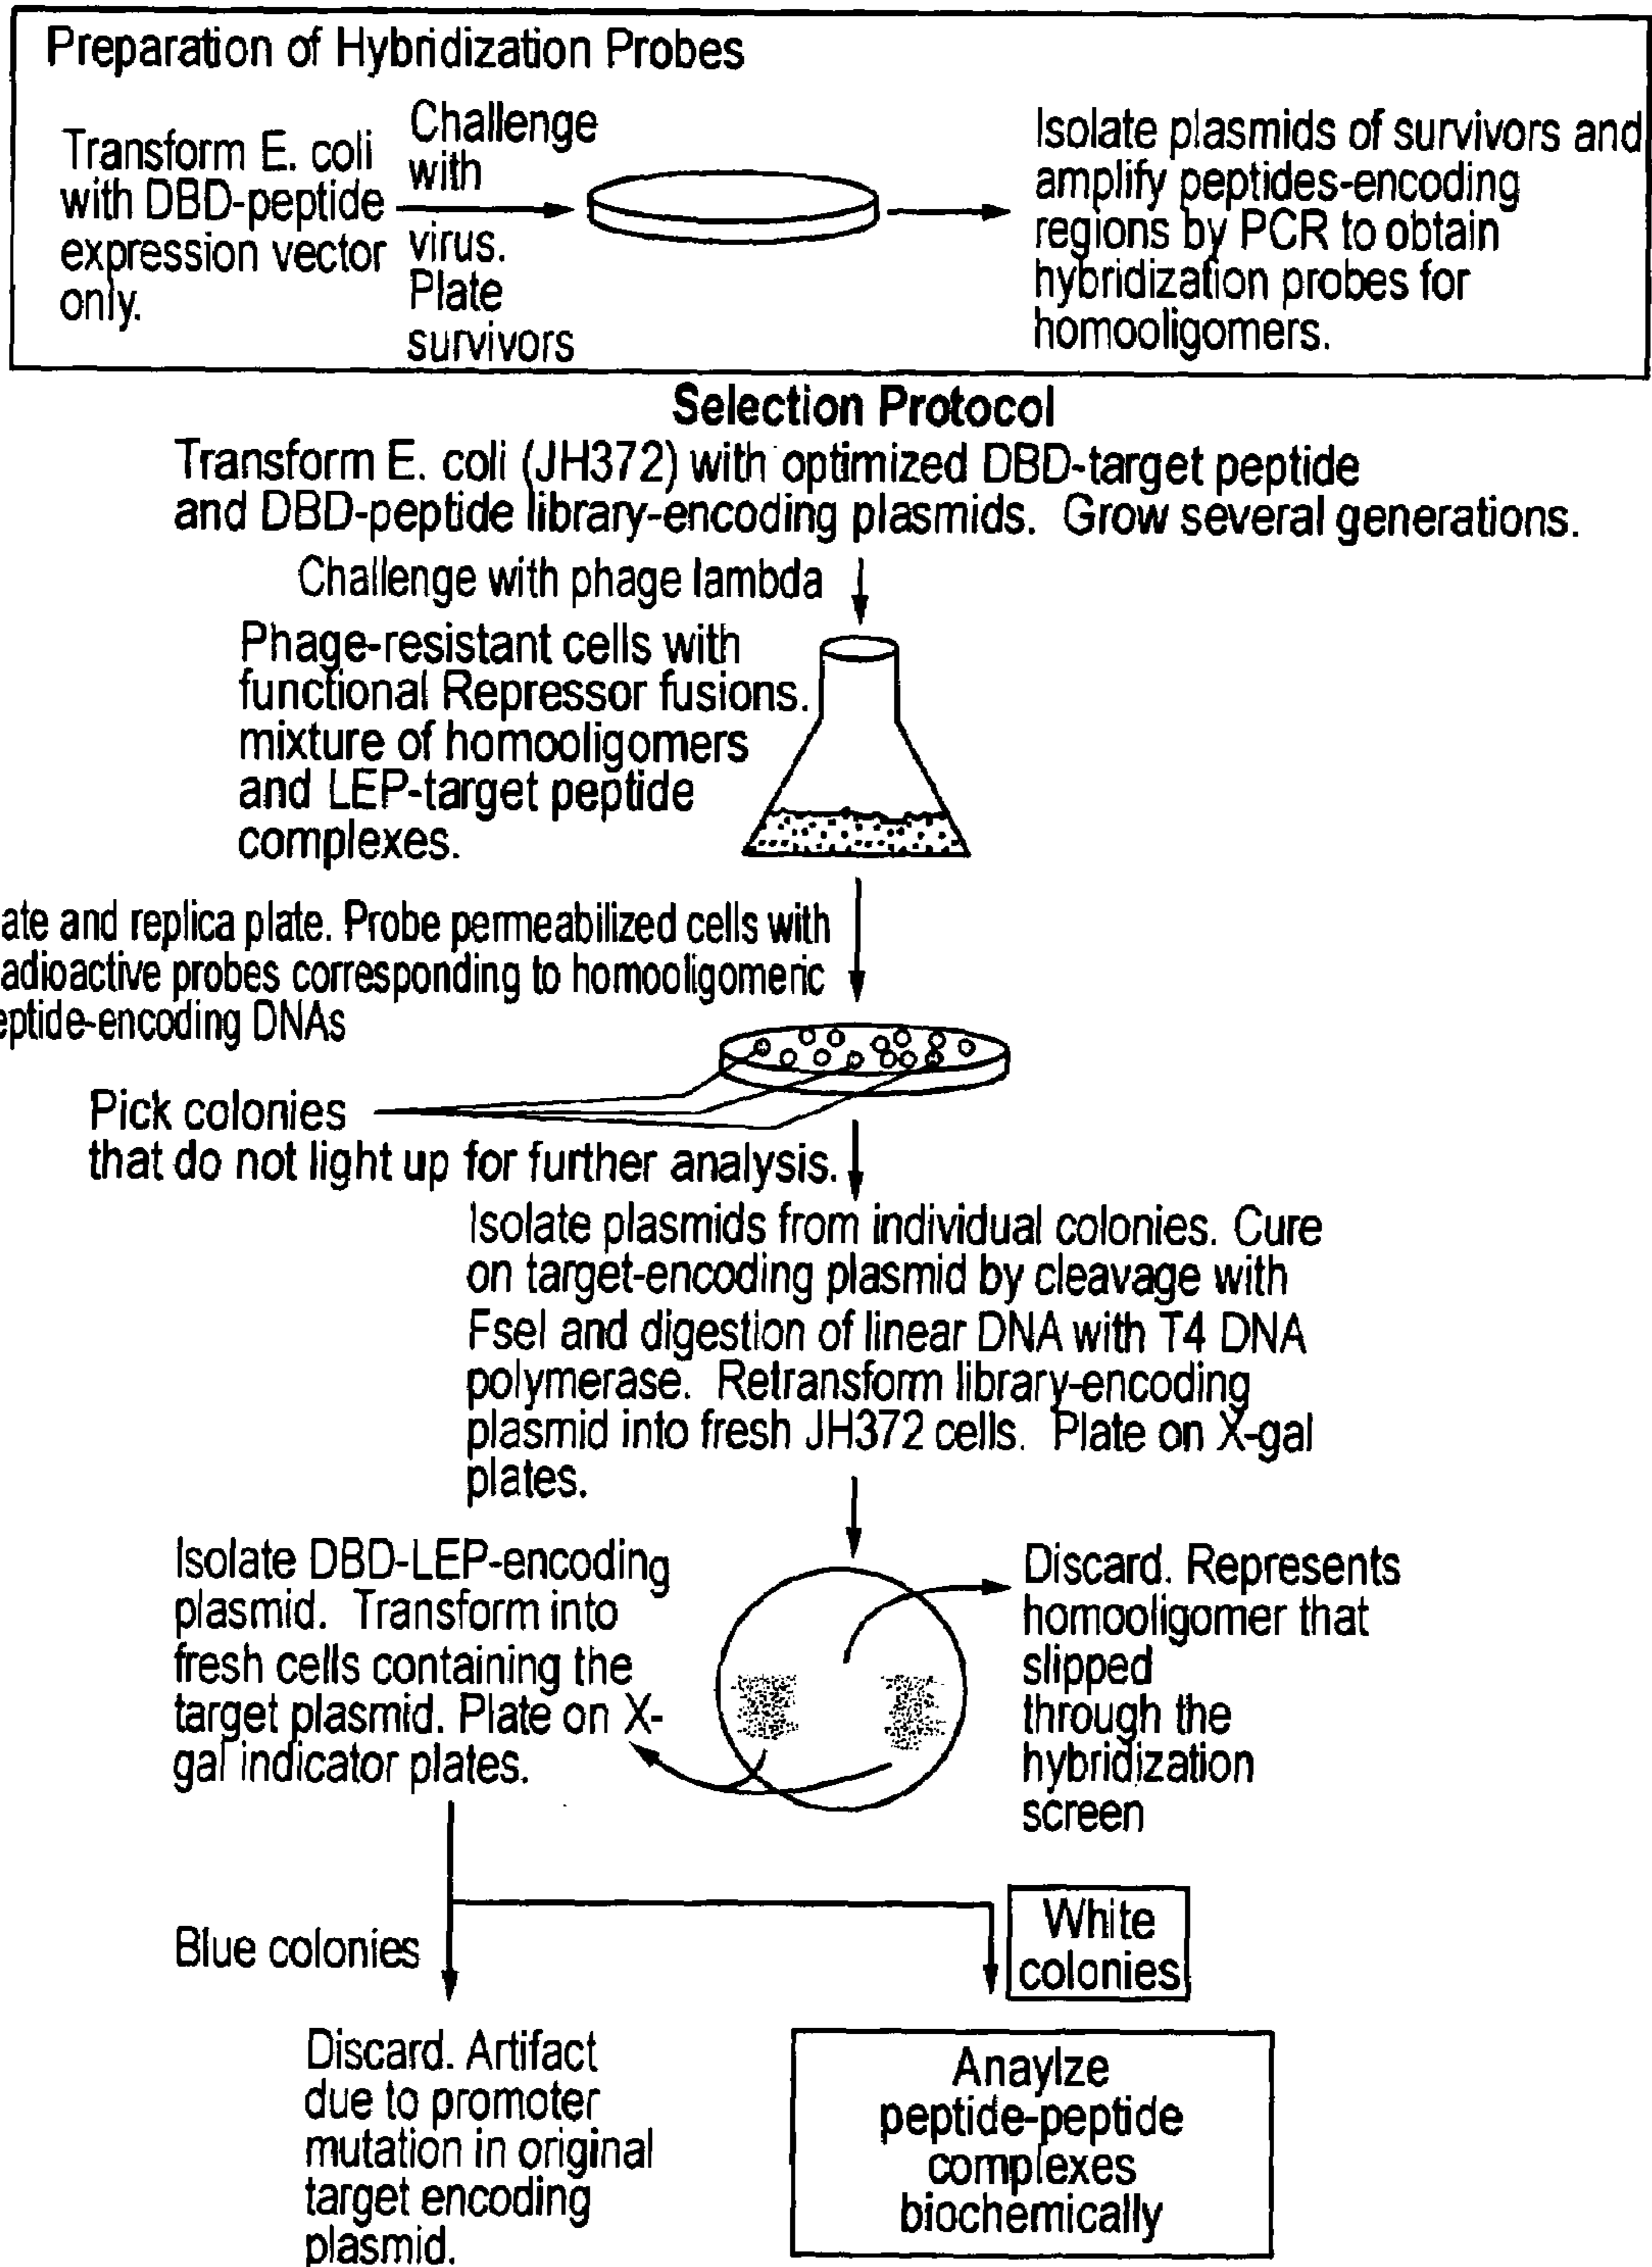 Preparation of Hybridization Probes
Transform E. coli
with DBD-peptide
expression vector
only.
Challenge
with
virus.
Plate
survivors
Isolate plasmids of survivors and
amplify peptides-encoding
regions by PCR to obtain
hybridization probes for
homooligomers.
Selection Protocol
Transform E. coli (JH372) with optimized DBD-target peptide
and DBD-peptide library-encoding plasmids. Grow several generations.
Challenge with phage lambda
Phage-resistant cells with
functional Repressor fusions.
mixture of homooligomers
and LEP-target peptide
complexes.
ate and replica plate. Probe permeabilized cells with
adioactive probes corresponding to homooligomeric
eptide-encoding DNAs
Pick colonies
that do not light up for further analysis.
Isolate plasmids from individual colonies. Cure
on target-encoding plasmid by cleavage with
FseI and digestion of linear DNA with T4 DNA
polymerase. Retransform library-encoding
plasmid into fresh JH372 cells. Plate on X-gal
plates.
Isolate DBD-LEP-encoding
plasmid. Transform into
fresh cells containing the
target plasmid. Plate on X-
gal indicator plates.
Discard. Represents
homooligomer that
slipped
through the
hybridization
screen
Blue colonies
White
colonies
Discard. Artifact
due to promoter
mutation in original
target encoding
plasmid.
Anaylze
peptide-peptide
complexes
biochemically